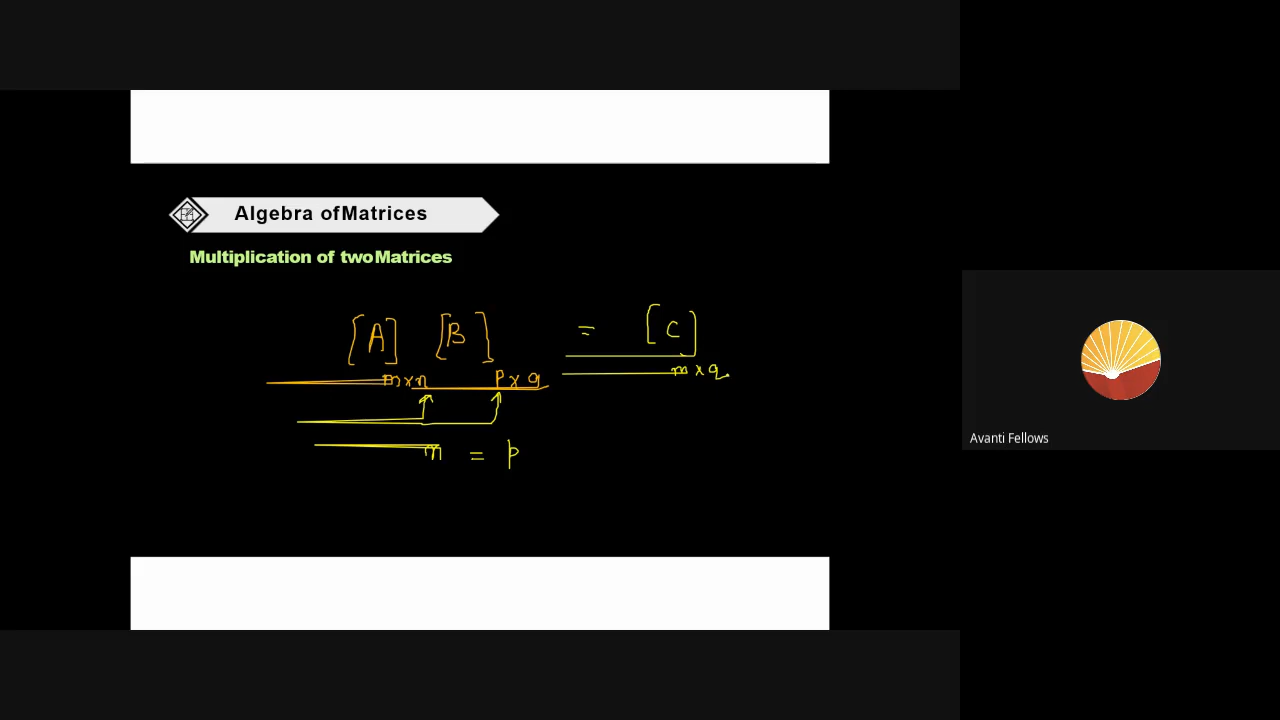 Algebra ofMatrices
Multiplication of twoMatrices
[A] [B] = [C]
m×n p×q m×q.
n = p
Avanti Fellows